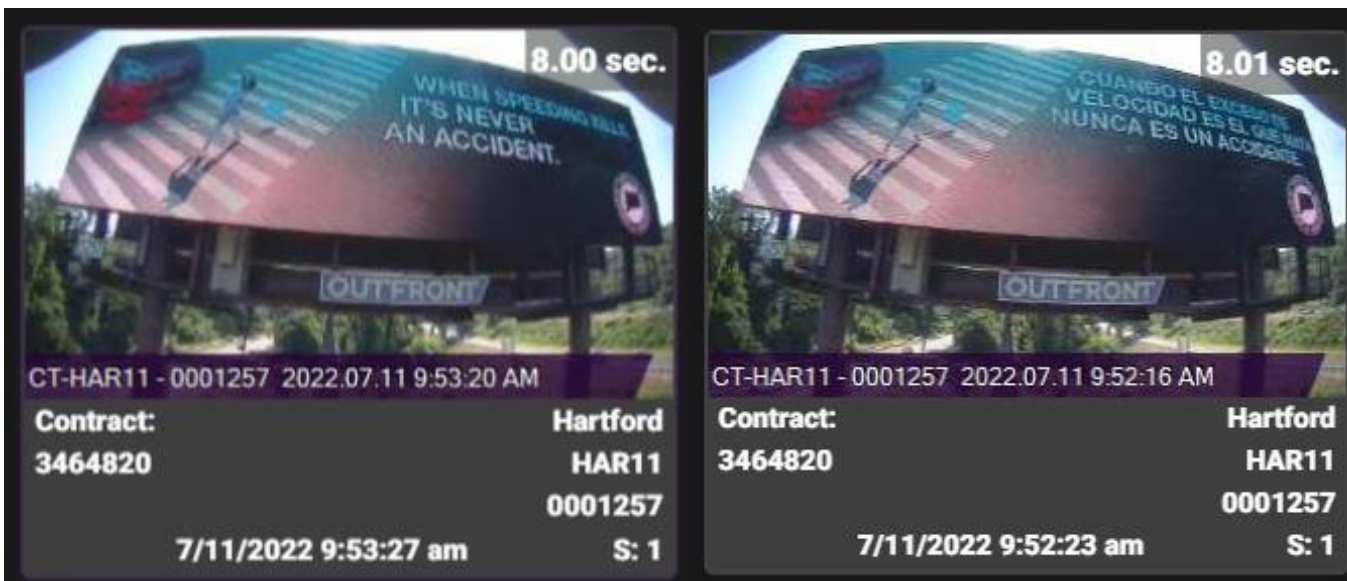 8.00 sec.
WHEN SPEEDING KILLS
IT'S NEVER
AN ACCIDENT.
OUTFRONT
CT-HAR11 - 0001257 2022.07.11 9:53:20 AM
Contract:
Hartford
3464820
HAR11
0001257
7/11/2022 9:53:27 am
S: 1
8.01 sec.
CUANDO EL EXCESO DE
VELOCIDAD ES EL QUE MATA
NUNCA ES UN ACCIDENTE.
OUTFRONT
CT-HAR11 - 0001257 2022.07.11 9:52:16 AM
Contract:
Hartford
3464820
HAR11
0001257
7/11/2022 9:52:23 am
S: 1